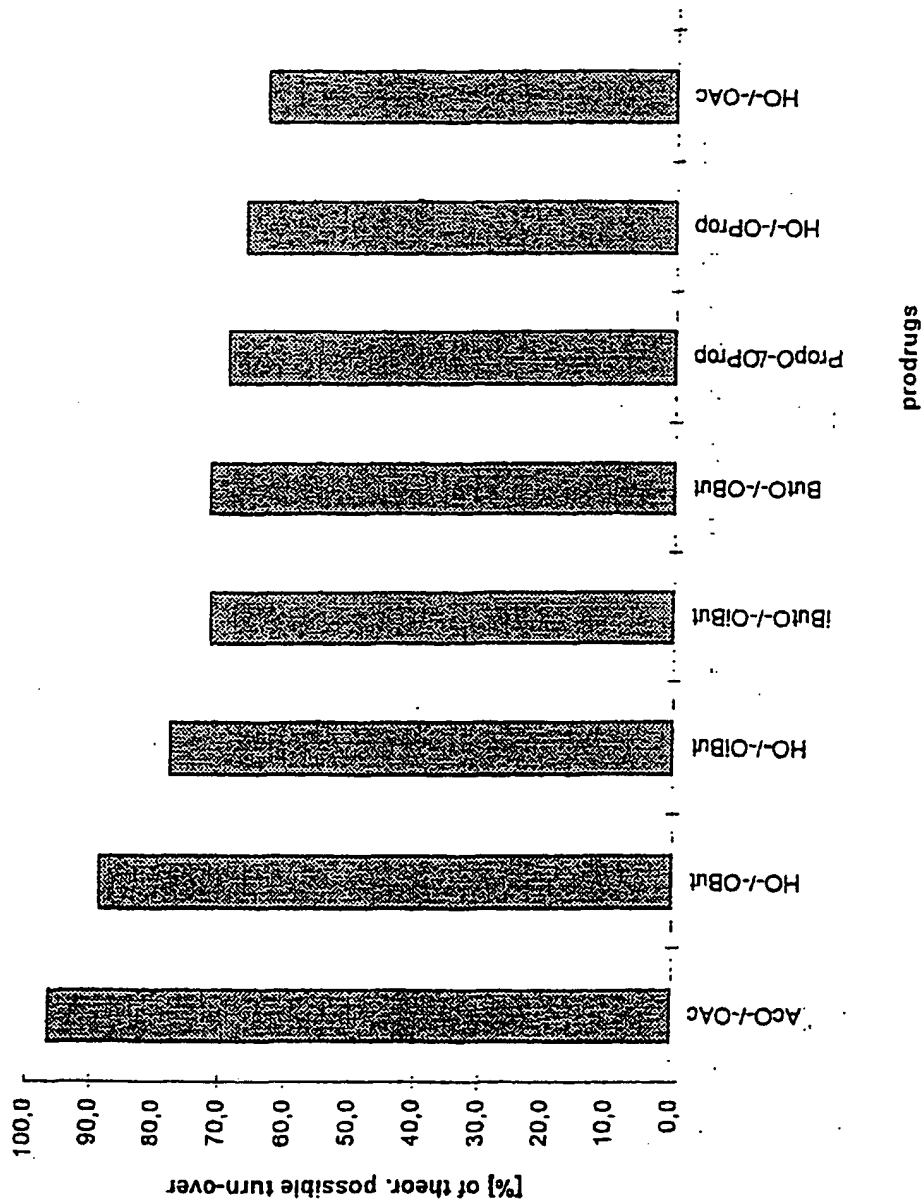 [%] of theor. possible turn-over
100,0
90,0
80,0
70,0
60,0
50,0
40,0
30,0
20,0
10,0
0,0
AcO-/-OAc
HO-/-OBut
HO-/-OiBut
iButO-/-OiBut
ButO-/-OBut
PropO-/OProp
HO-/-OProp
HO-/-OAc
prodrugs